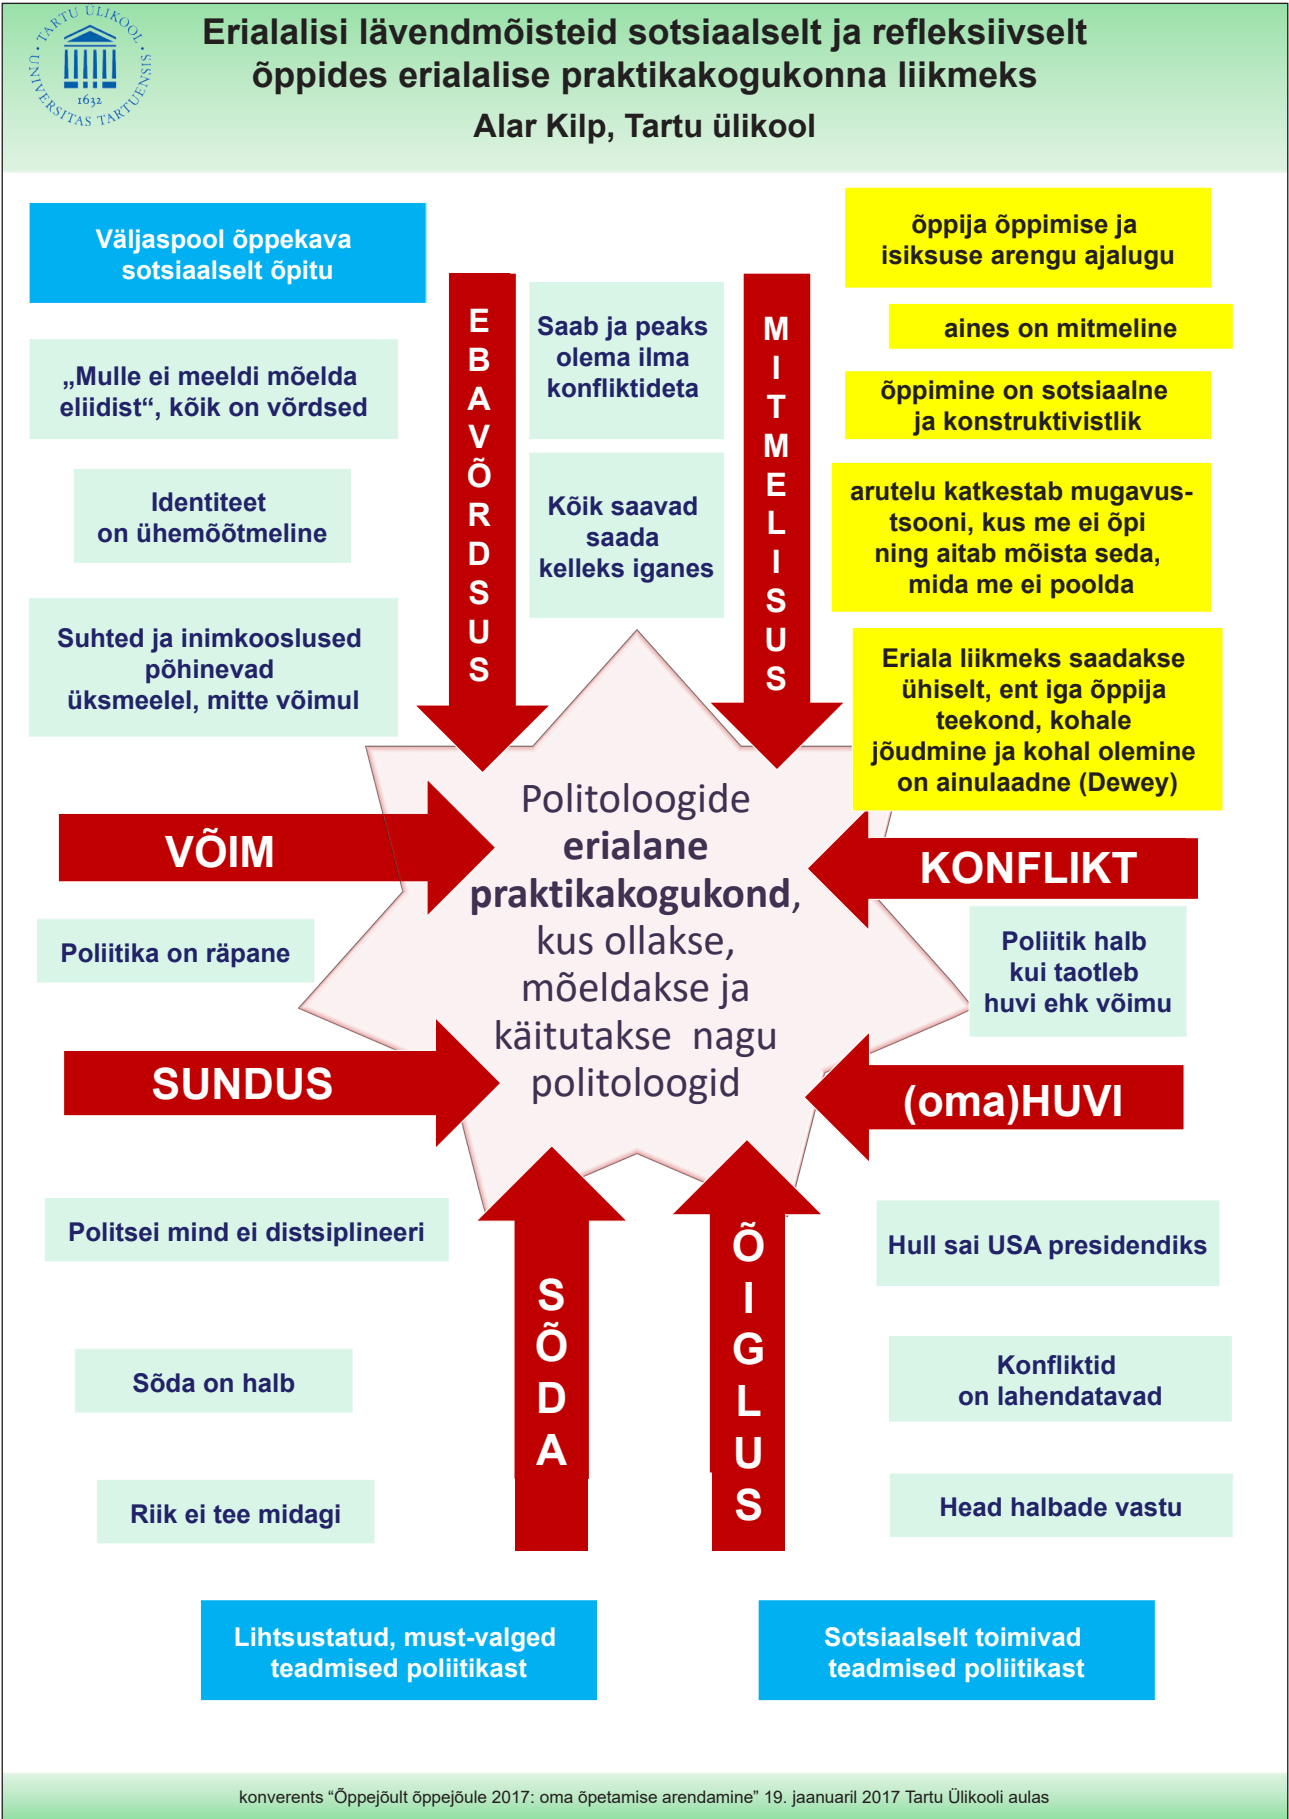 TARTU ÜLIKOOL
UNIVERSITAS TARTUENSIS
1632
Erialalisi lävendmõisteid sotsiaalselt ja refleksiivselt
õppides erialalise praktikakogukonna liikmeks
Alar Kilp, Tartu ülikool
Väljaspool õppekava
sotsiaalselt õpitu
„Mulle ei meeldi mõelda
eliidist“, kõik on võrdsed
Identiteet
on ühemõõtmeline
Suhted ja inimkooslused
põhinevad
üksmeelel, mitte võimul
EBAVÕRDSUS
Saab ja peaks
olema ilma
konfliktideta
Kõik saavad
saada
kelleks iganes
MITMELISUS
õppija õppimise ja
isiksuse arengu ajalugu
aines on mitmeline
õppimine on sotsiaalne
ja konstruktivistlik
arutelu katkestab mugavus-
tsooni, kus me ei õpi
ning aitab mõista seda,
mida me ei poolda
Eriala liikmeks saadakse
ühiselt, ent iga õppija
teekond, kohale
jõudmine ja kohal olemine
on ainulaadne (Dewey)
VÕIM
Politoloogide
erialane
praktikakogukond,
kus ollakse,
mõeldakse ja
käitutakse nagu
politoloogid
KONFLIKT
Poliitika on räpane
Poliitik halb
kui taotleb
huvi ehk võimu
SUNDUS
(oma)HUVI
Politsei mind ei distsiplineeri
SÕDA
ÕIGLUS
Hull sai USA presidendiks
Sõda on halb
Konfliktid
on lahendatavad
Riik ei tee midagi
Head halbade vastu
Lihtsustatud, must-valged
teadmised poliitikast
Sotsiaalselt toimivad
teadmised poliitikast
konverents “Õppejõult õppejõule 2017: oma õpetamise arendamine” 19. jaanuaril 2017 Tartu Ülikooli aulas